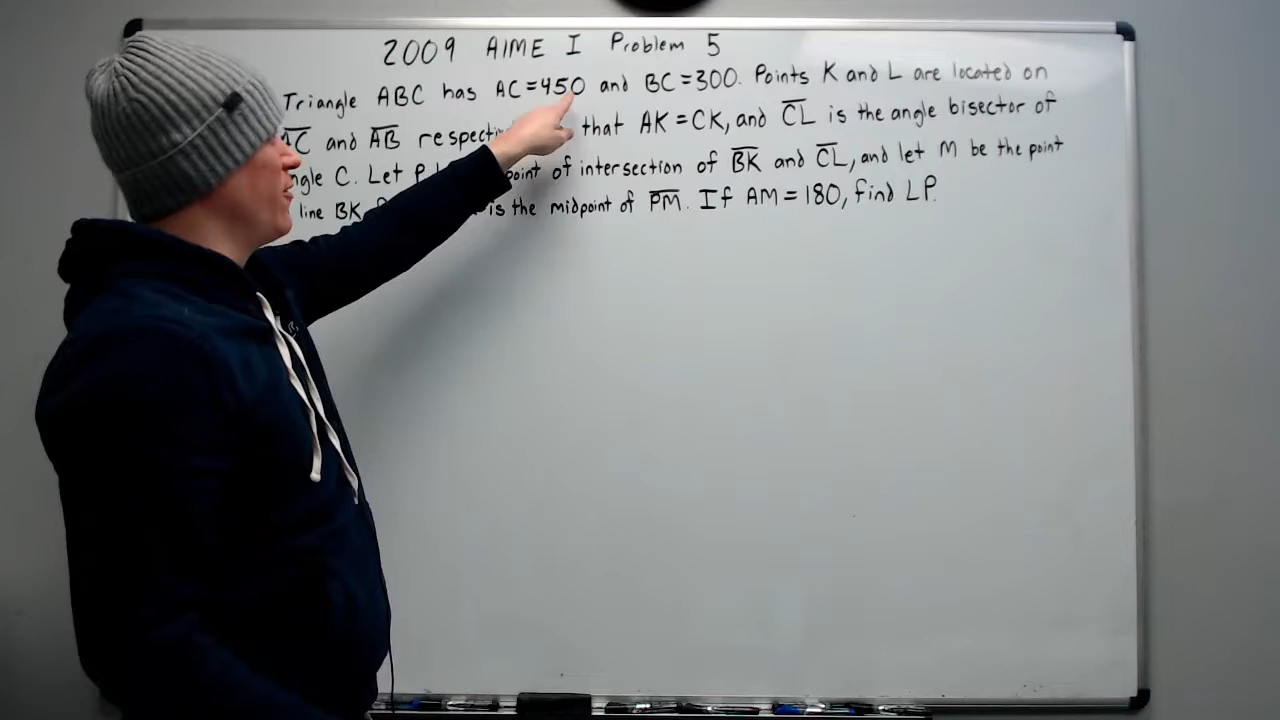 2009 AIME I Problem 5
Triangle ABC has AC=450 and BC=300. Points K and L are located on
AC and AB that AK=CK, and CL is the angle bisector of
C. Let P point of intersection of BK and CL, and let M be the point
line BK is the midpoint of PM. If AM=180, find LP.